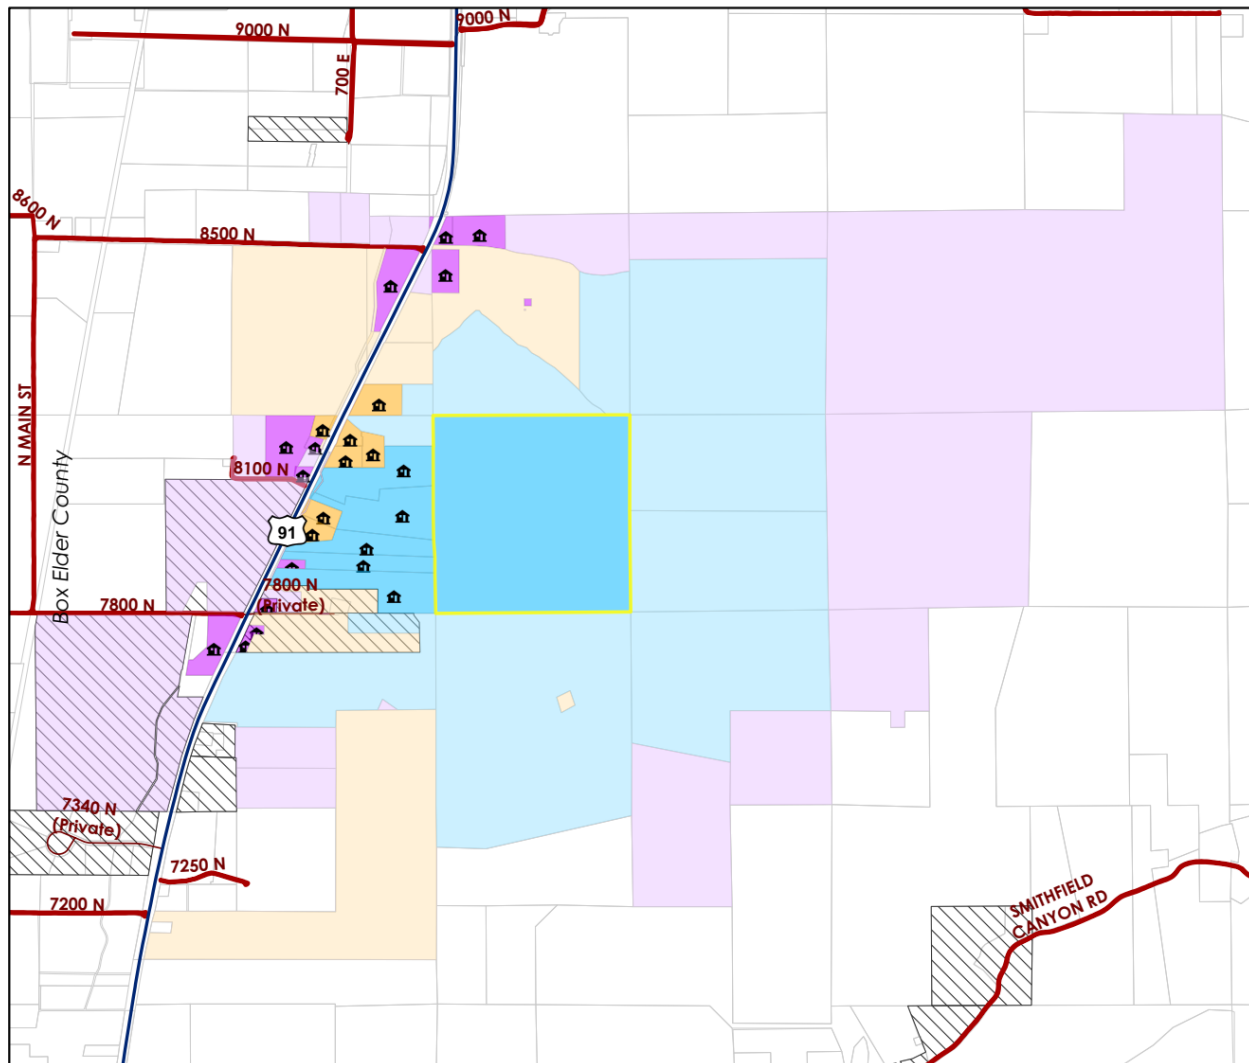 9000 N
9000 N
700 E
8600 N
8500 N
N MAIN ST
8100 N
Box Elder County
91
7800 N
7800 N
(Private)
7340 N
(Private)
7250 N
7200 N
SMITHFIELD
CANYON RD